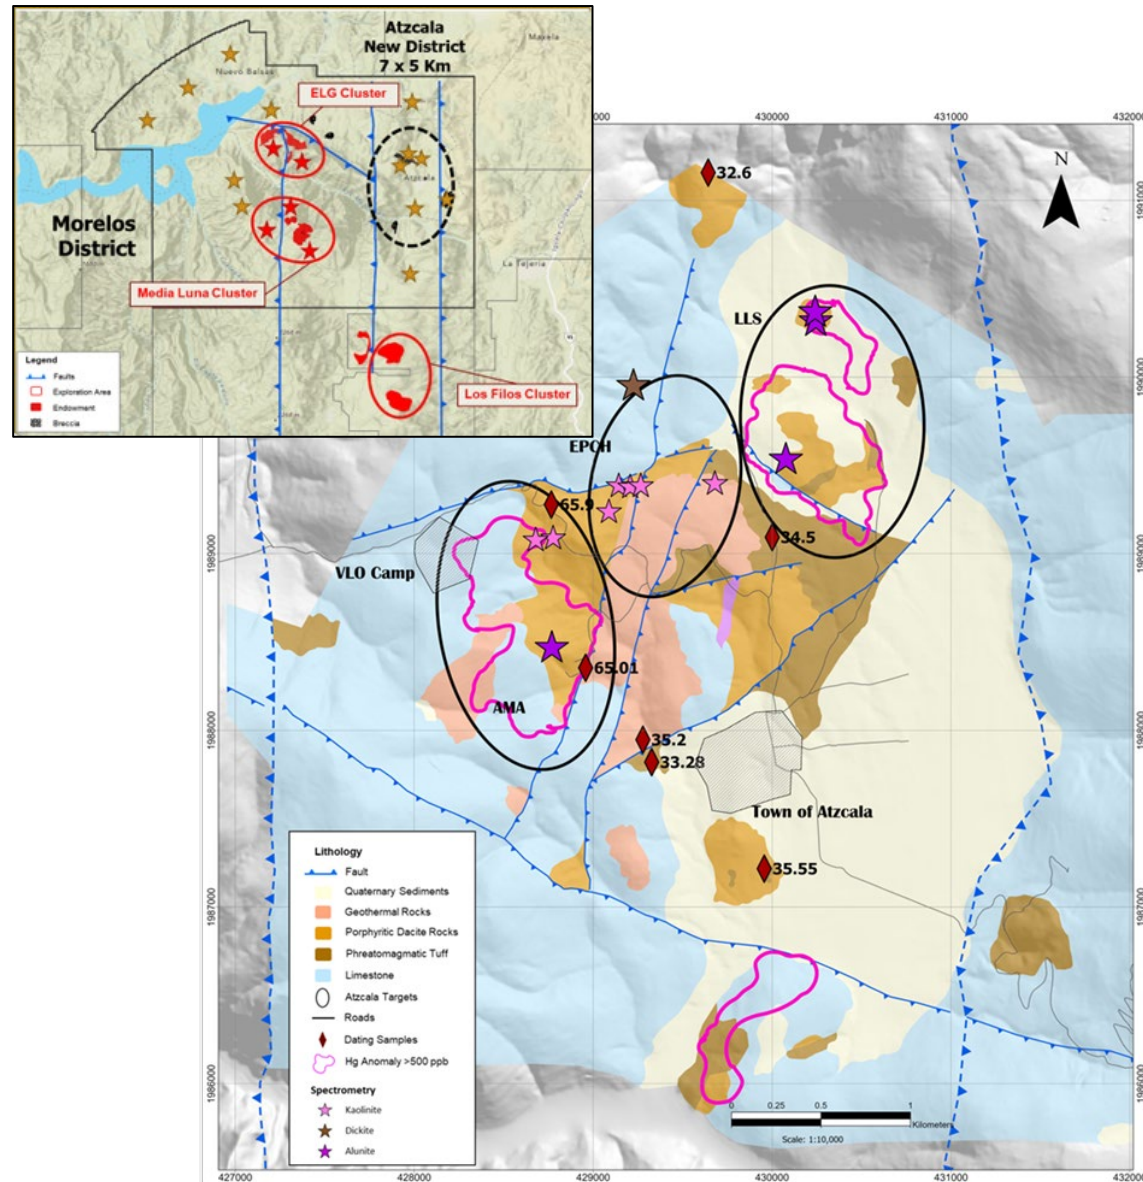 Atzcala
New District
7 x 5 Km
Nuevo Balsas
ELG Cluster
Atzcala
Morelos
District
Media Luna Cluster
La Tejeria
Los Filos Cluster
Legend
Faults
Exploration Area
Endowment
Breccia
430000
431000
432000
N
1991000
1989000
1988000
1987000
1986000
32.6
LLS
EPCH
65.9
34.5
VLO Camp
65.01
AMA
35.2
33.28
Town of Atzcala
35.55
Lithology
Fault
Quaternary Sediments
Geothermal Rocks
Porphyritic Dacite Rocks
Phreatomagmatic Tuff
Limestone
Atzcala Targets
Roads
Dating Samples
Hg Anomaly >500 ppb
Spectrometry
Kaolinite
Dickite
Alunite
0 0.25 0.5 1
Kilometers
Scale: 1:10,000
427000
428000
429000
430000
431000
432000